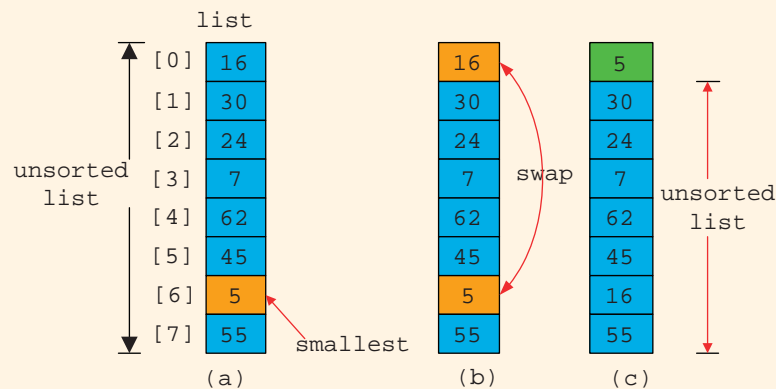 list
[0] 16 16 5
[1] 30 30 30
[2] 24 24 24
[3] 7 7 7
[4] 62 62 62
[5] 45 45 45
[6] 5 5 16
[7] 55 55 55
unsorted
list
smallest
swap
unsorted
list
(a) (b) (c)